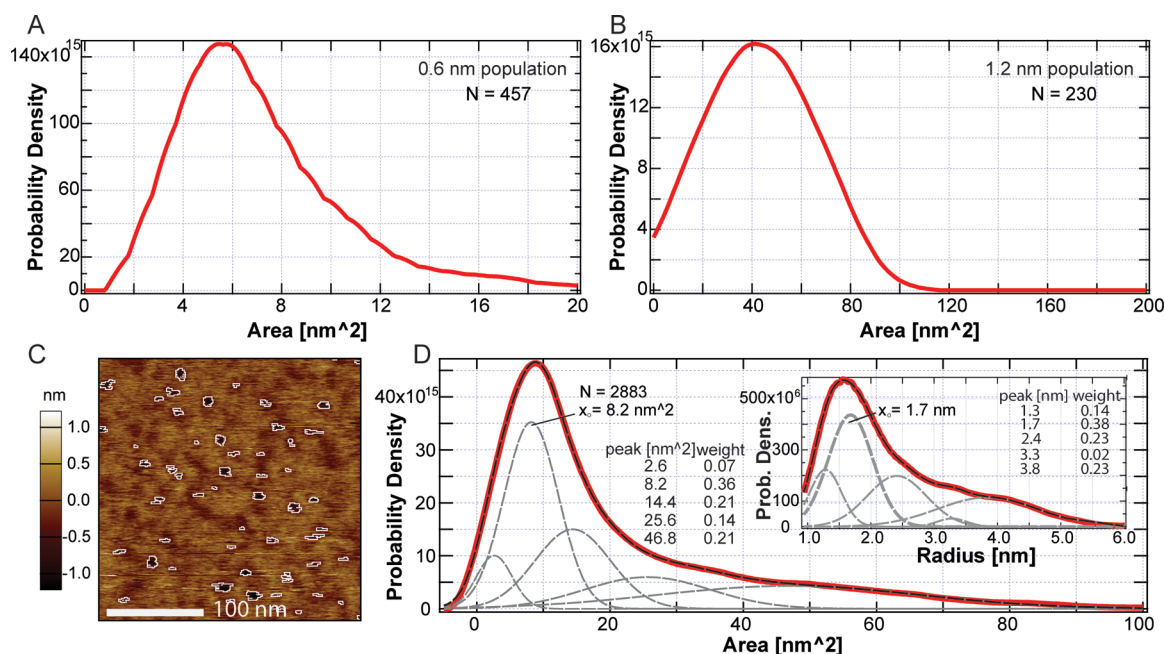 A
140x10^15
100
60
20
0
Probability Density
0.6 nm population
N = 457
0 4 8 12 16 20
Area [nm^2]
B
16x10^15
12
8
4
0
Probability Density
1.2 nm population
N = 230
0 40 80 120 160 200
Area [nm^2]
C
nm
1.0
0.5
0.0
-0.5
-1.0
100 nm
D
40x10^15
30
20
10
0
Probability Density
N = 2883
x₀= 8.2 nm^2
peak [nm^2] weight
2.6 0.07
8.2 0.36
14.4 0.21
25.6 0.14
46.8 0.21
0 20 40 60 80 100
Area [nm^2]
500x10^6
300
100
0
Prob. Dens.
x₀= 1.7 nm
peak [nm] weight
1.3 0.14
1.7 0.38
2.4 0.23
3.3 0.02
3.8 0.23
1.0 2.0 3.0 4.0 5.0 6.0
Radius [nm]